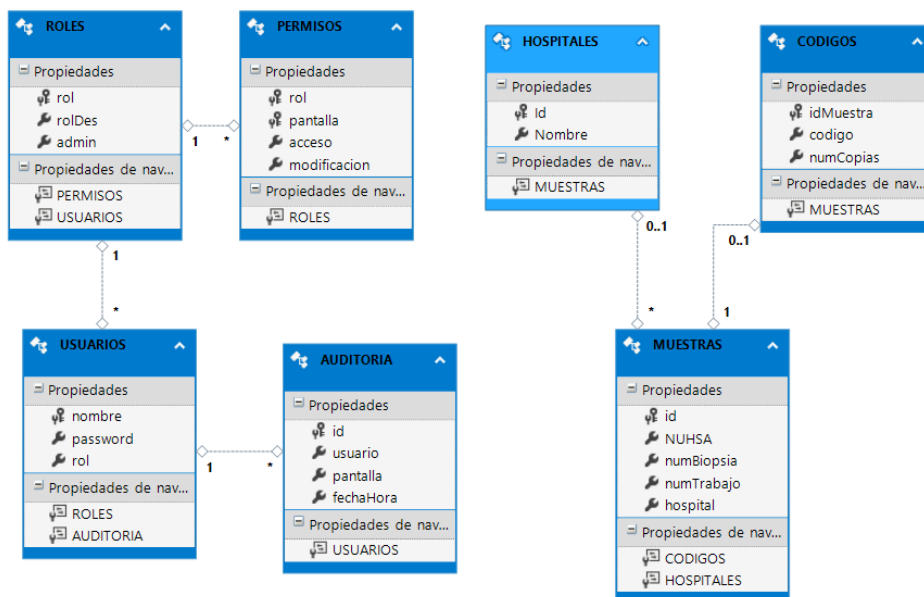 ROLES
Propiedades
rol
rolDes
admin
Propiedades de nav...
PERMISOS
USUARIOS
PERMISOS
Propiedades
rol
pantalla
acceso
modificacion
Propiedades de nav...
ROLES
1
*
HOSPITALES
Propiedades
Id
Nombre
Propiedades de nav...
MUESTRAS
CODIGOS
Propiedades
idMuestra
codigo
numCopias
Propiedades de nav...
MUESTRAS
1
*
0..1
*
0..1
1
USUARIOS
Propiedades
nombre
password
rol
Propiedades de nav...
ROLES
AUDITORIA
1
*
AUDITORIA
Propiedades
id
usuario
pantalla
fechaHora
Propiedades de nav...
USUARIOS
MUESTRAS
Propiedades
id
NUHSA
numBiopsia
numTrabajo
hospital
Propiedades de nav...
CODIGOS
HOSPITALES